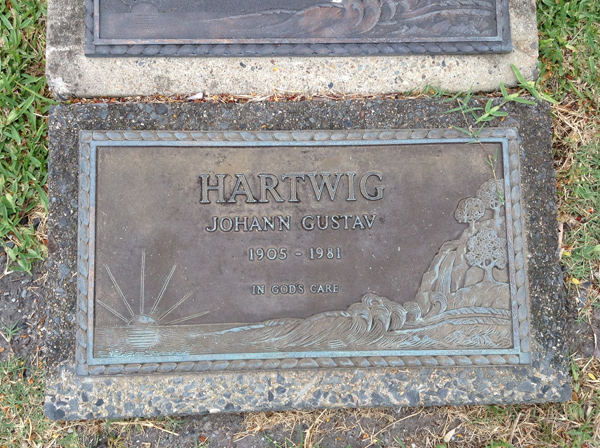 HARTWIG
JOHANN GUSTAV
1905 - 1981
IN GOD'S CARE